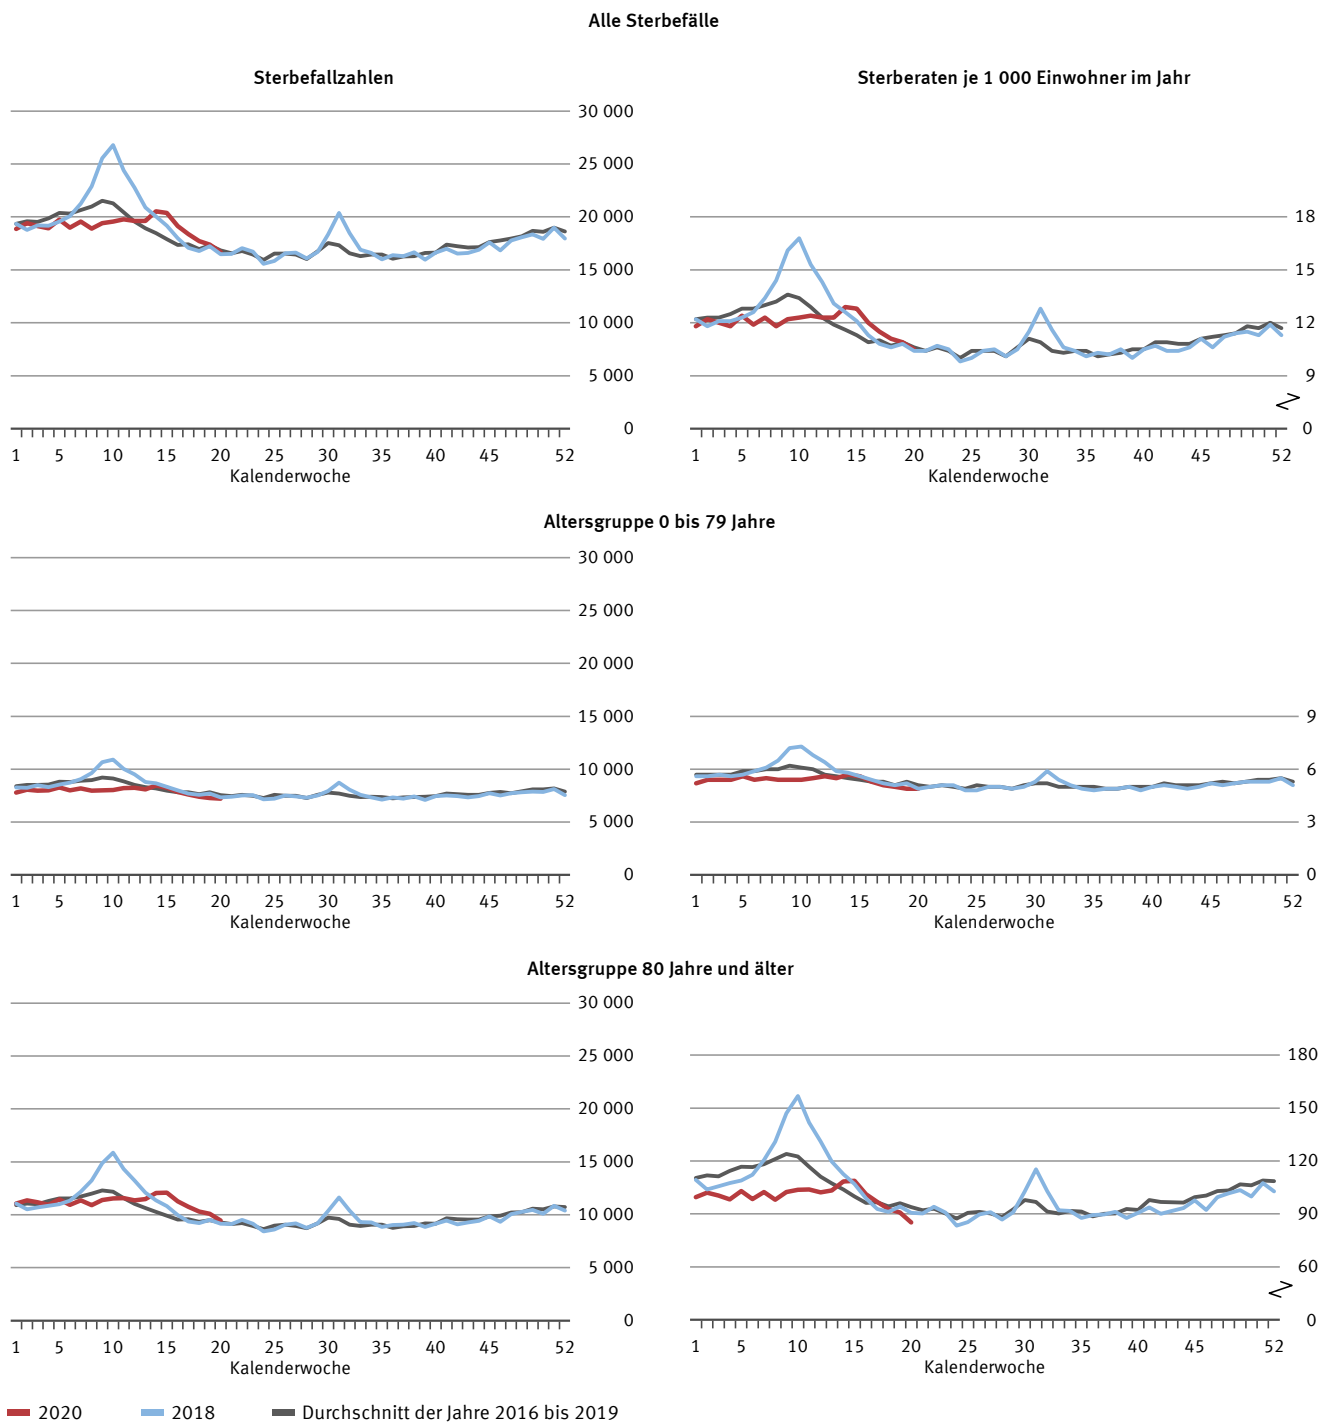 Alle Sterbefälle
Sterbefallzahlen
30 000
25 000
20 000
15 000
10 000
5 000
0
1 5 10 15 20 25 30 35 40 45 52
Kalenderwoche
Sterberaten je 1 000 Einwohner im Jahr
18
15
12
9
0
1 5 10 15 20 25 30 35 40 45 52
Kalenderwoche
Altersgruppe 0 bis 79 Jahre
30 000
25 000
20 000
15 000
10 000
5 000
0
1 5 10 15 20 25 30 35 40 45 52
Kalenderwoche
9
6
3
0
1 5 10 15 20 25 30 35 40 45 52
Kalenderwoche
Altersgruppe 80 Jahre und älter
30 000
25 000
20 000
15 000
10 000
5 000
0
1 5 10 15 20 25 30 35 40 45 52
Kalenderwoche
180
150
120
90
60
0
1 5 10 15 20 25 30 35 40 45 52
Kalenderwoche
2020 2018 Durchschnitt der Jahre 2016 bis 2019